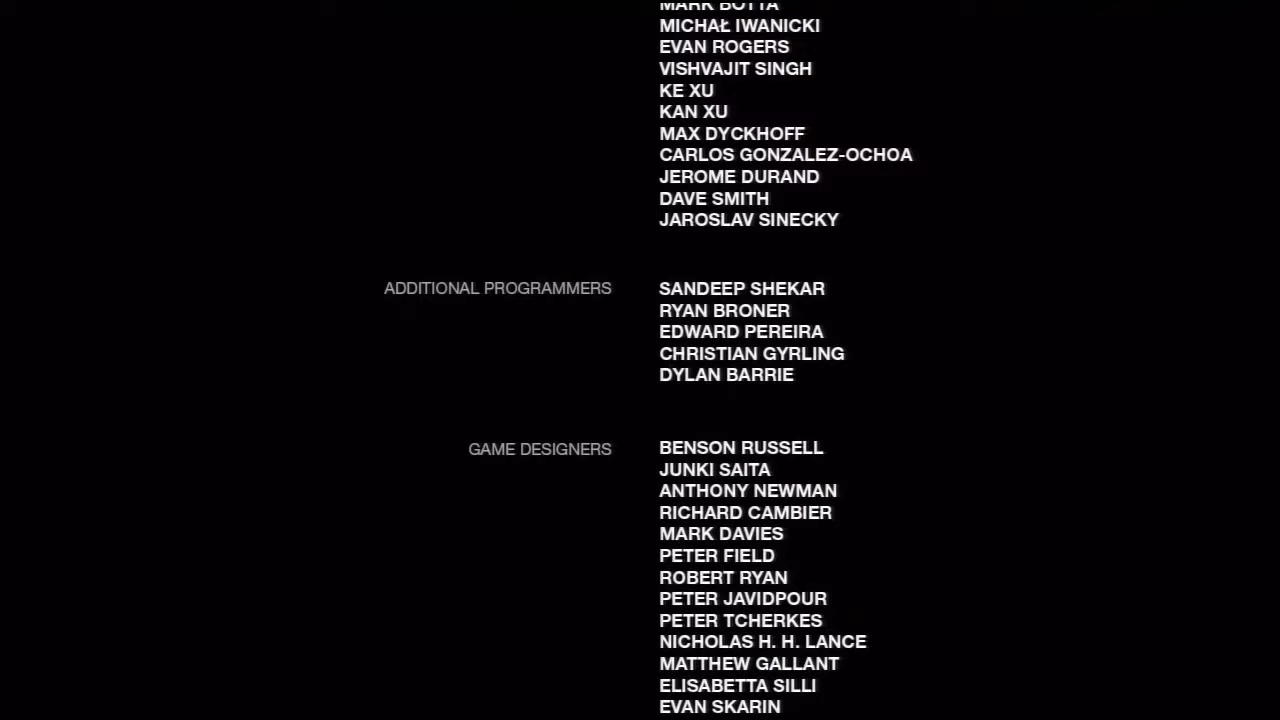 MARK BOTTA
MICHAŁ IWANICKI
EVAN ROGERS
VISHVAJIT SINGH
KE XU
KAN XU
MAX DYCKHOFF
CARLOS GONZALEZ-OCHOA
JEROME DURAND
DAVE SMITH
JAROSLAV SINECKY
ADDITIONAL PROGRAMMERS SANDEEP SHEKAR
RYAN BRONER
EDWARD PEREIRA
CHRISTIAN GYRLING
DYLAN BARRIE
GAME DESIGNERS BENSON RUSSELL
JUNKI SAITA
ANTHONY NEWMAN
RICHARD CAMBIER
MARK DAVIES
PETER FIELD
ROBERT RYAN
PETER JAVIDPOUR
PETER TCHERKES
NICHOLAS H. H. LANCE
MATTHEW GALLANT
ELISABETTA SILLI
EVAN SKARIN